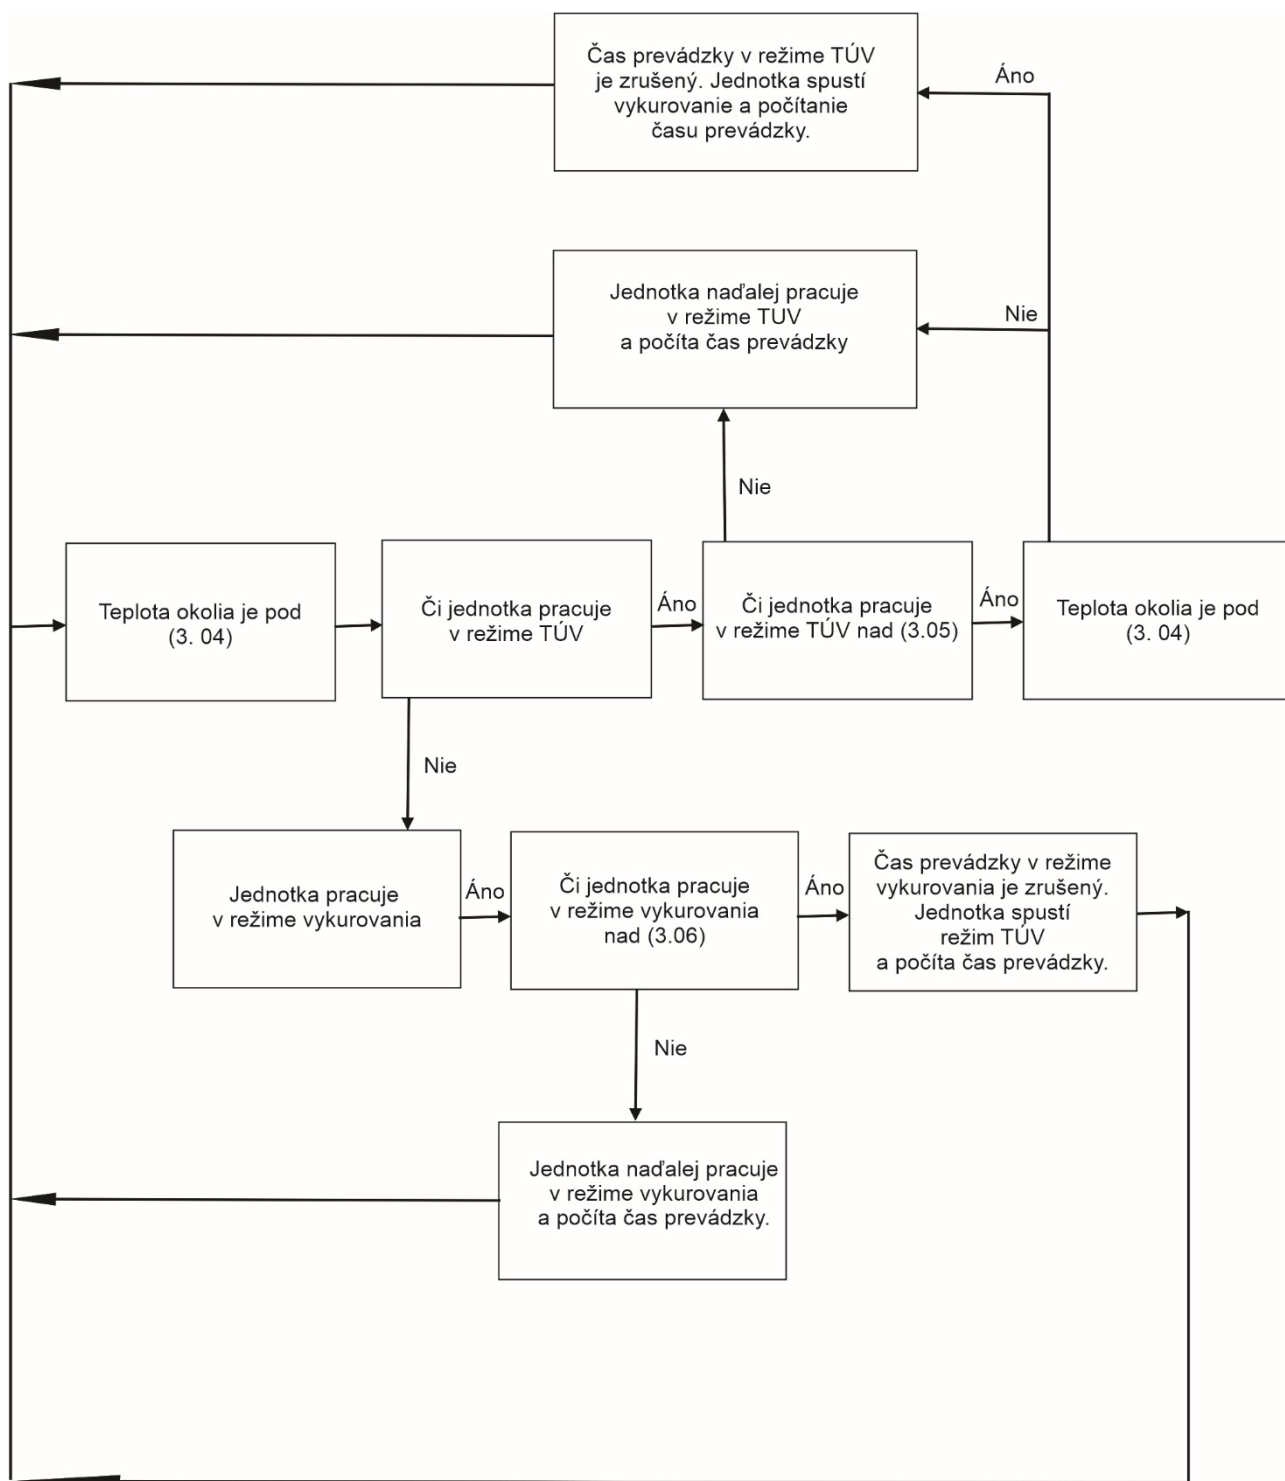 Čas prevádzky v režime TÚV
je zrušený. Jednotka spustí
vykurovanie a počítanie
času prevádzky.
Áno
Jednotka naďalej pracuje
v režime TUV
a počíta čas prevádzky
Nie
Nie
Teplota okolia je pod
(3. 04)
Či jednotka pracuje
v režime TÚV
Áno
Či jednotka pracuje
v režime TÚV nad (3.05)
Áno
Teplota okolia je pod
(3. 04)
Nie
Jednotka pracuje
v režime vykurovania
Áno
Či jednotka pracuje
v režime vykurovania
nad (3.06)
Áno
Čas prevádzky v režime
vykurovania je zrušený.
Jednotka spustí
režim TÚV
a počíta čas prevádzky.
Nie
Jednotka naďalej pracuje
v režime vykurovania
a počíta čas prevádzky.